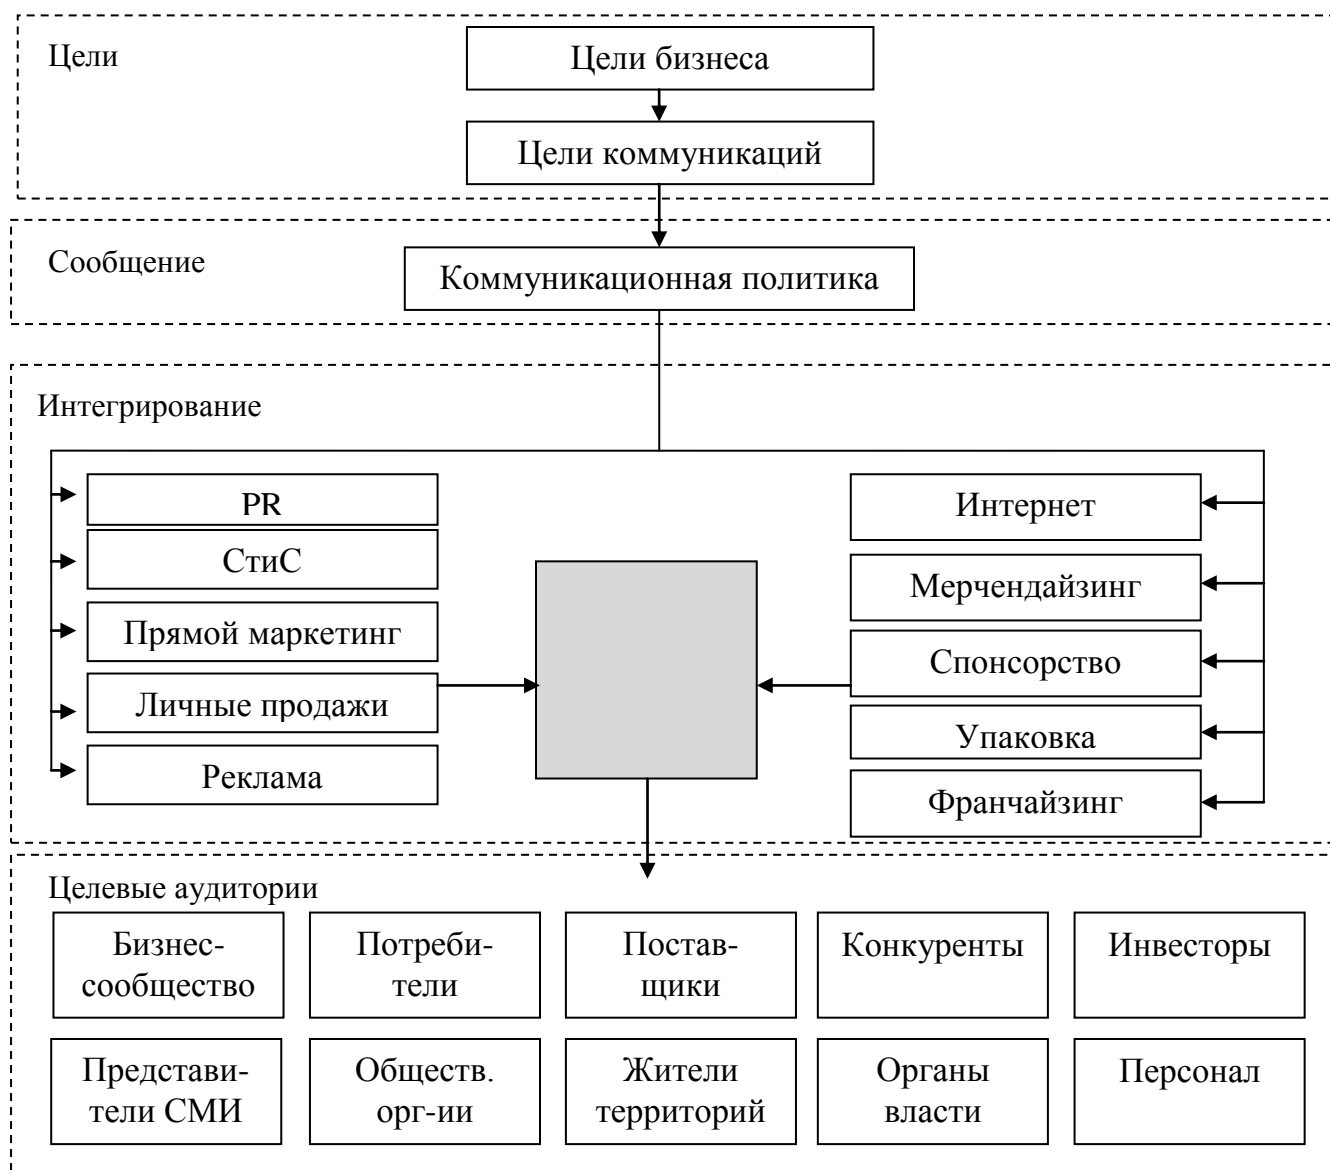 Цели
Цели бизнеса
Цели коммуникаций
Сообщение
Коммуникационная политика
Интегрирование
PR
СтиС
Прямой маркетинг
Личные продажи
Реклама
Интернет
Мерчендайзинг
Спонсорство
Упаковка
Франчайзинг
Целевые аудитории
Бизнес-
сообщество
Потреби-
тели
Постав-
щики
Конкуренты
Инвесторы
Представи-
тели СМИ
Обществ.
орг-ии
Жители
территорий
Органы
власти
Персонал